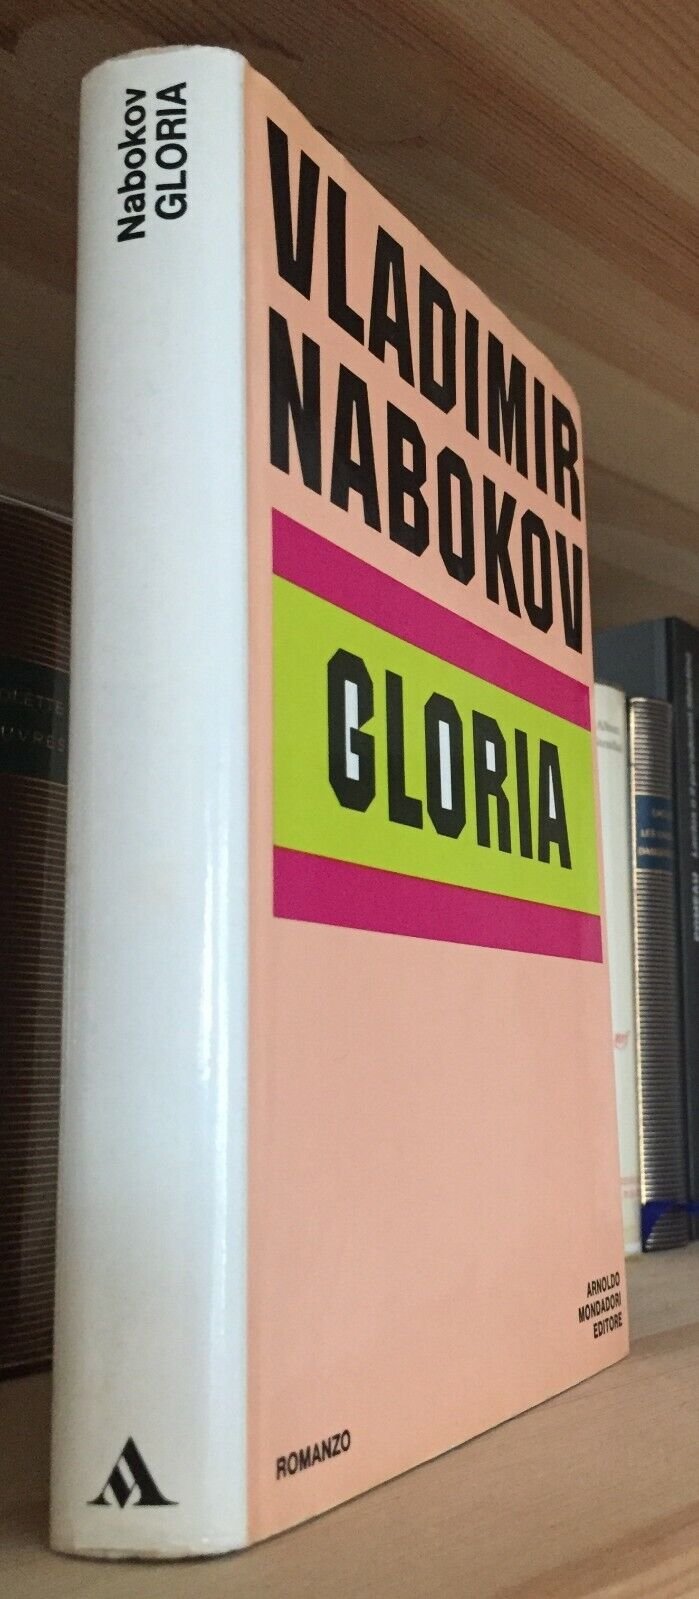 Nabokov
GLORIA
VLADIMIR
NABOKOV
GLORIA
ROMANZO
ARNOLDO
MONDADORI
EDITORE